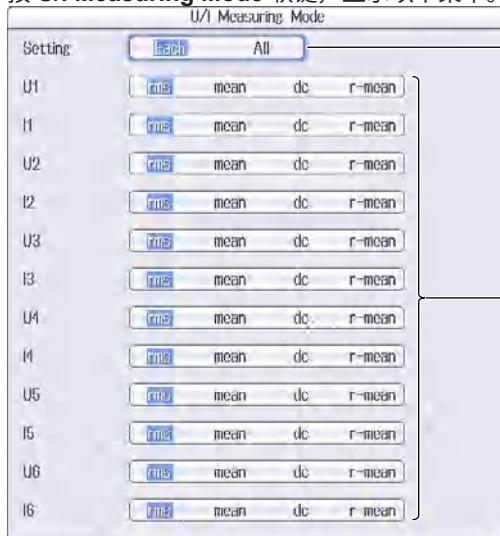 U/I Measuring Mode
Setting Each All
U1 rms mean dc r-mean
I1 rms mean dc r-mean
U2 rms mean dc r-mean
I2 rms mean dc r-mean
U3 rms mean dc r-mean
I3 rms mean dc r-mean
U4 rms mean dc r-mean
I4 rms mean dc r-mean
U5 rms mean dc r-mean
I5 rms mean dc r-mean
U6 rms mean dc r-mean
I6 rms mean dc r-mean